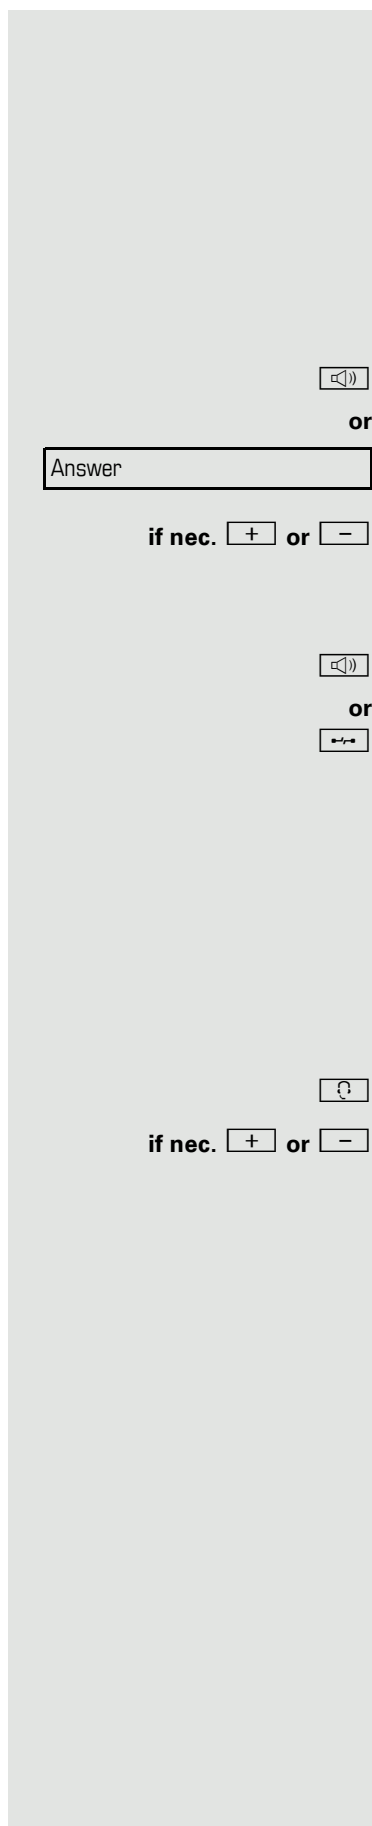 or
Answer
if nec. + or −
or
if nec. + or −